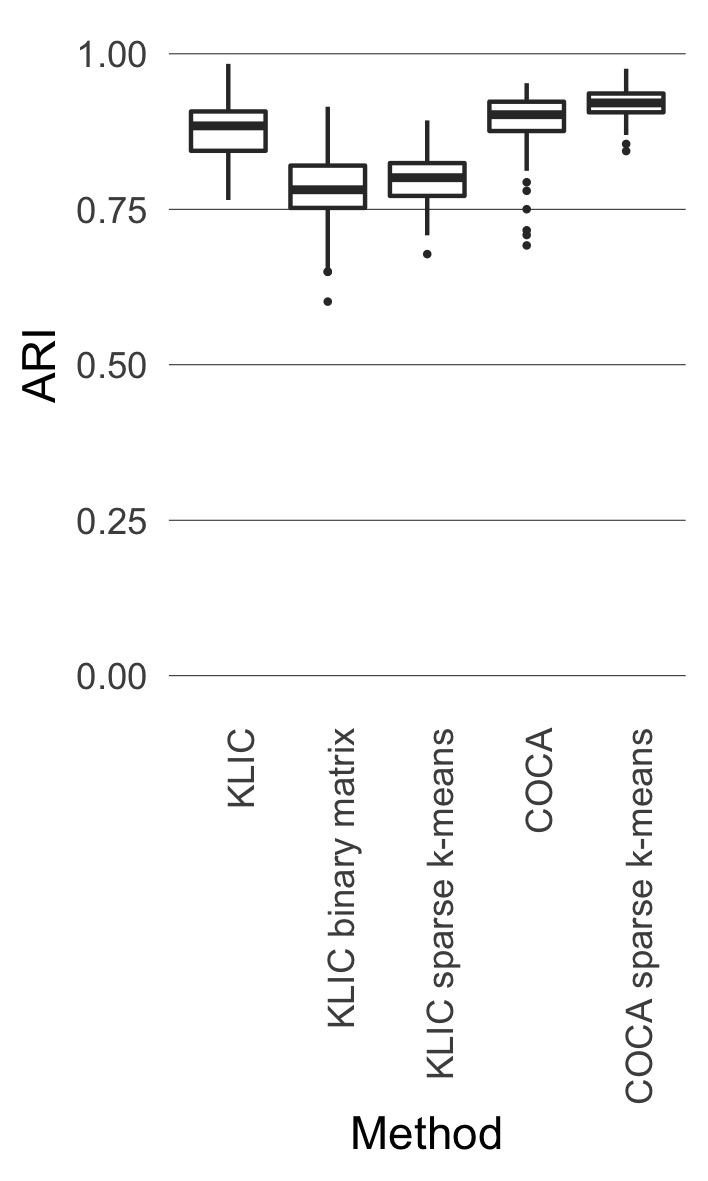 1.00
0.75
0.50
0.25
0.00
ARI
KLIC
KLIC binary matrix
KLIC sparse k-means
COCA
COCA sparse k-means
Method